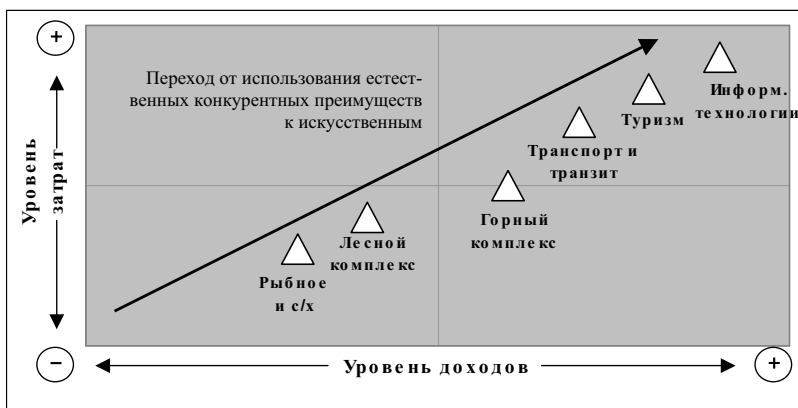 +
Переход от использования естест-
венных конкурентных преимуществ
к искусственным
Информ.
технологии
Туризм
Транспорт и
транзит
Горный
комплекс
Лесной
комплекс
Рыбное
и с/х
Уровень
затрат
−
Уровень доходов
+